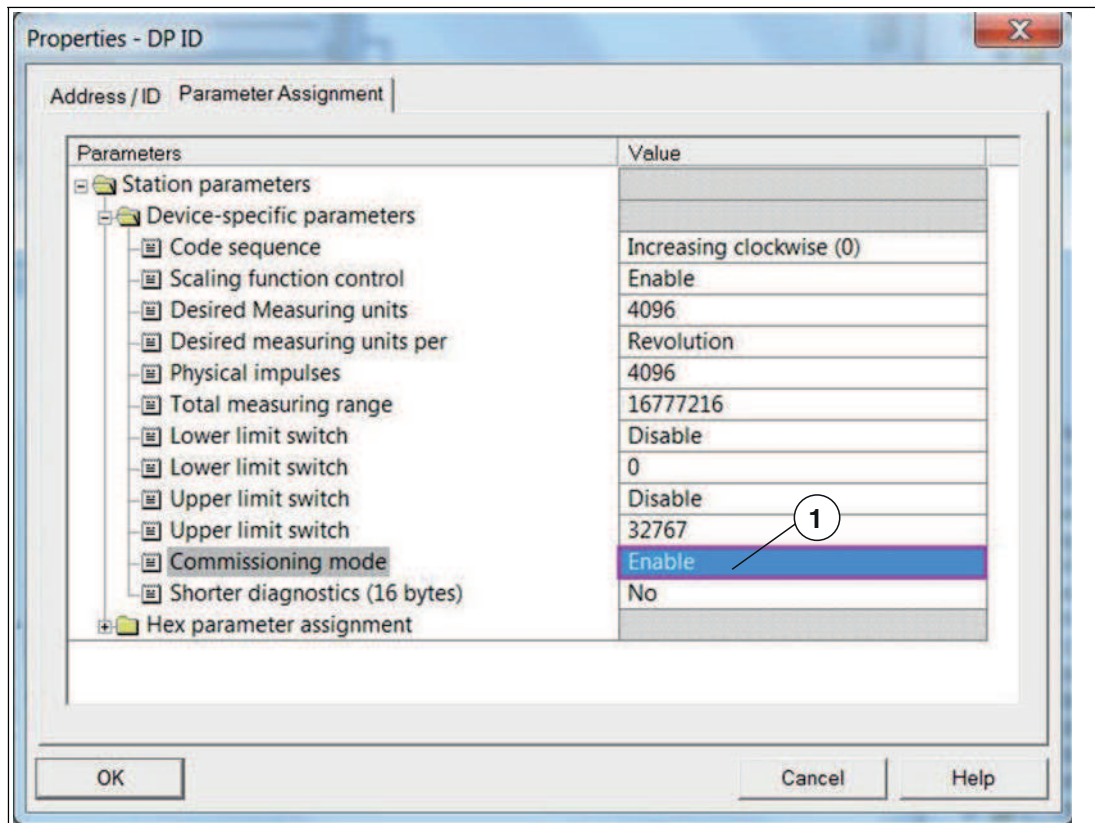 Properties - DP ID
X
Address / ID Parameter Assignment
Parameters Value
Station parameters
Device-specific parameters
Code sequence Increasing clockwise (0)
Scaling function control Enable
Desired Measuring units 4096
Desired measuring units per Revolution
Physical impulses 4096
Total measuring range 16777216
Lower limit switch Disable
Lower limit switch 0
Upper limit switch Disable
Upper limit switch 32767
1
Commissioning mode Enable
Shorter diagnostics (16 bytes) No
Hex parameter assignment
OK Cancel Help